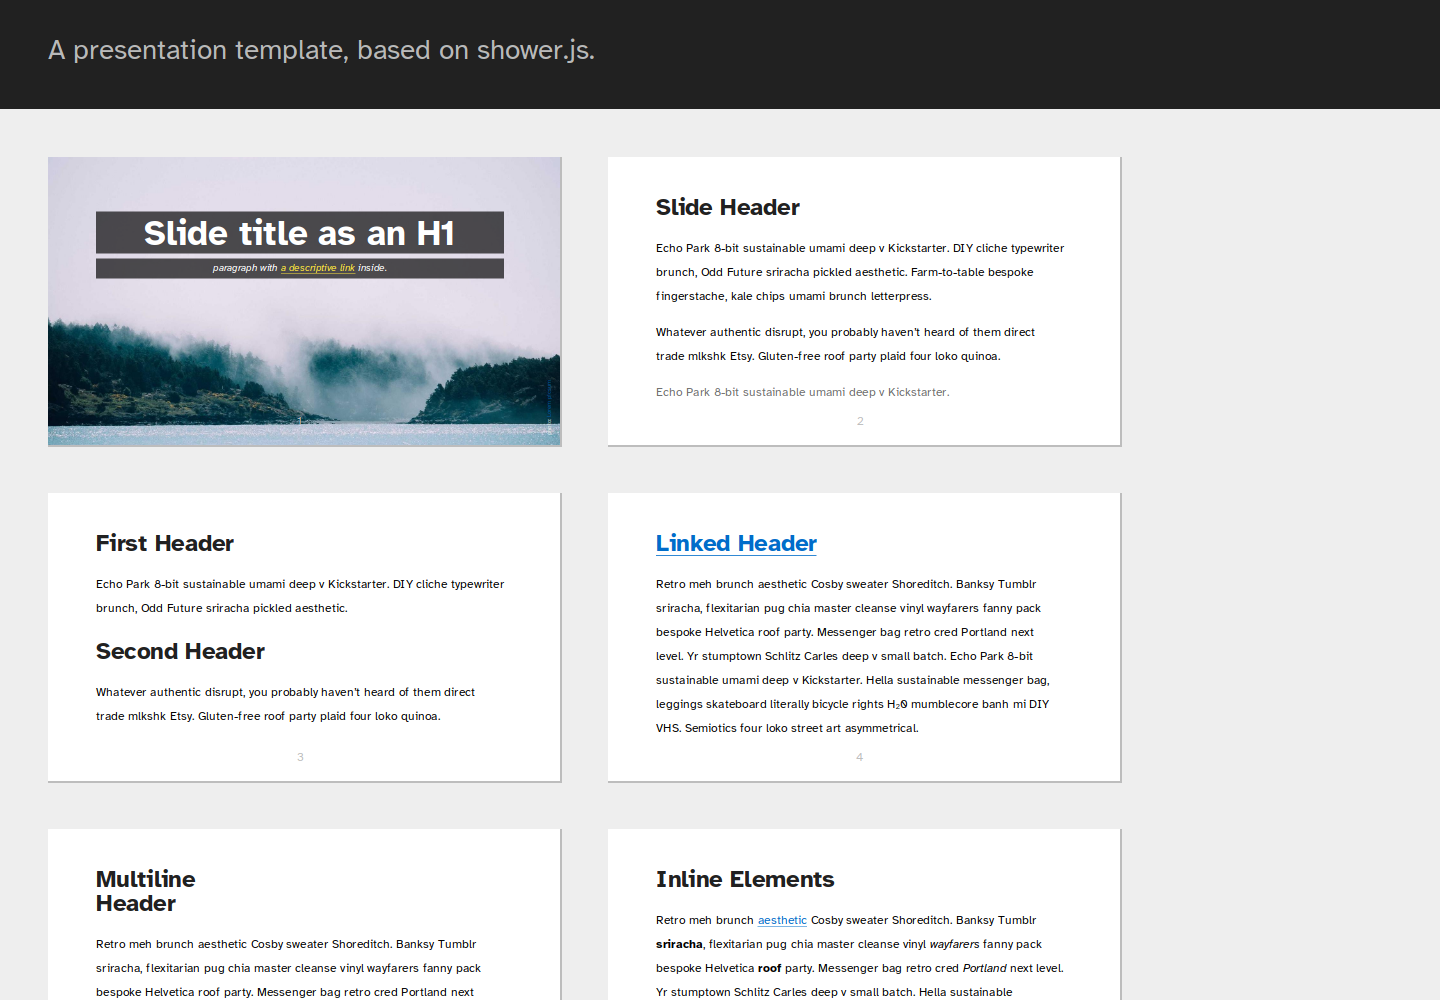 A presentation template, based on shower.js.
Slide title as an H1
paragraph with a descriptive link inside.
1
Slide Header
Echo Park 8-bit sustainable umami deep v Kickstarter. DIY cliche typewriter
brunch, Odd Future sriracha pickled aesthetic. Farm-to-table bespoke
fingerstache, kale chips umami brunch letterpress.
Whatever authentic disrupt, you probably haven't heard of them direct
trade mlkshk Etsy. Gluten-free roof party plaid four loko quinoa.
Echo Park 8-bit sustainable umami deep v Kickstarter.
2
First Header
Echo Park 8-bit sustainable umami deep v Kickstarter. DIY cliche typewriter
brunch, Odd Future sriracha pickled aesthetic.
Second Header
Whatever authentic disrupt, you probably haven't heard of them direct
trade mlkshk Etsy. Gluten-free roof party plaid four loko quinoa.
3
Linked Header
Retro meh brunch aesthetic Cosby sweater Shoreditch. Banksy Tumblr
sriracha, flexitarian pug chia master cleanse vinyl wayfarers fanny pack
bespoke Helvetica roof party. Messenger bag retro cred Portland next
level. Yr stumptown Schlitz Carles deep v small batch. Echo Park 8-bit
sustainable umami deep v Kickstarter. Hella sustainable messenger bag,
leggings skateboard literally bicycle rights H₂0 mumblecore banh mi DIY
VHS. Semiotics four loko street art asymmetrical.
4
Multiline
Header
Retro meh brunch aesthetic Cosby sweater Shoreditch. Banksy Tumblr
sriracha, flexitarian pug chia master cleanse vinyl wayfarers fanny pack
bespoke Helvetica roof party. Messenger bag retro cred Portland next
Inline Elements
Retro meh brunch aesthetic Cosby sweater Shoreditch. Banksy Tumblr
sriracha, flexitarian pug chia master cleanse vinyl wayfarers fanny pack
bespoke Helvetica roof party. Messenger bag retro cred Portland next level.
Yr stumptown Schlitz Carles deep v small batch. Hella sustainable